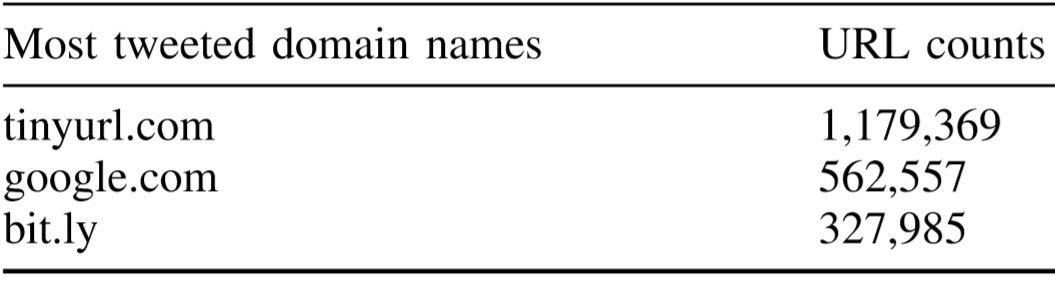 Most tweeted domain names URL counts
tinyurl.com 1,179,369
google.com 562,557
bit.ly 327,985